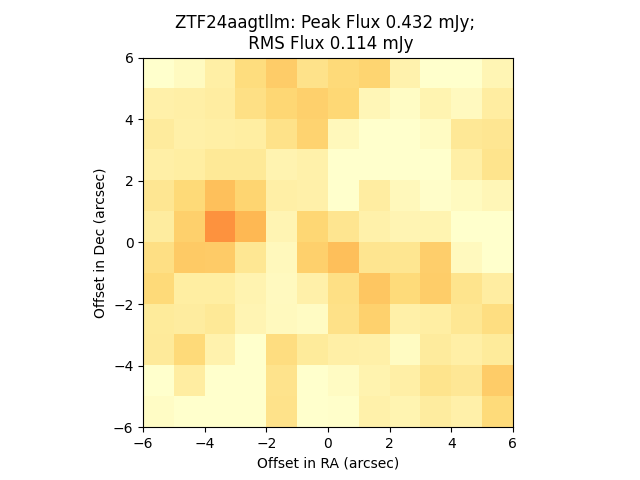 ZTF24aagtllm: Peak Flux 0.432 mJy;
RMS Flux 0.114 mJy
6
4
2
0
−2
−4
−6
Offset in Dec (arcsec)
−6 −4 −2 0 2 4 6
Offset in RA (arcsec)